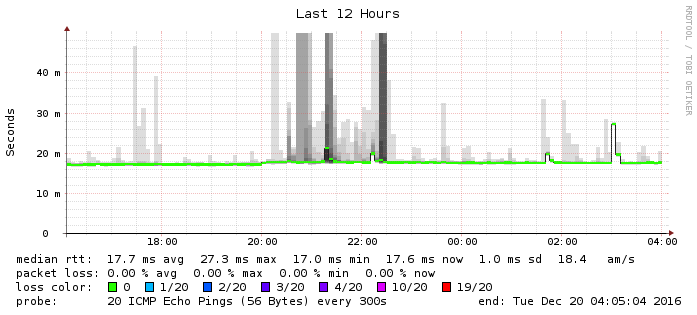 Last 12 Hours
RRDTOOL / TOBI OETIKER
Seconds
40 m
30 m
20 m
10 m
0
18:00 20:00 22:00 00:00 02:00 04:00
median rtt: 17.7 ms avg 27.3 ms max 17.0 ms min 17.6 ms now 1.0 ms sd 18.4 am/s
packet loss: 0.00 % avg 0.00 % max 0.00 % min 0.00 % now
loss color: 0 1/20 2/20 3/20 4/20 10/20 19/20
probe: 20 ICMP Echo Pings (56 Bytes) every 300s end: Tue Dec 20 04:05:04 2016